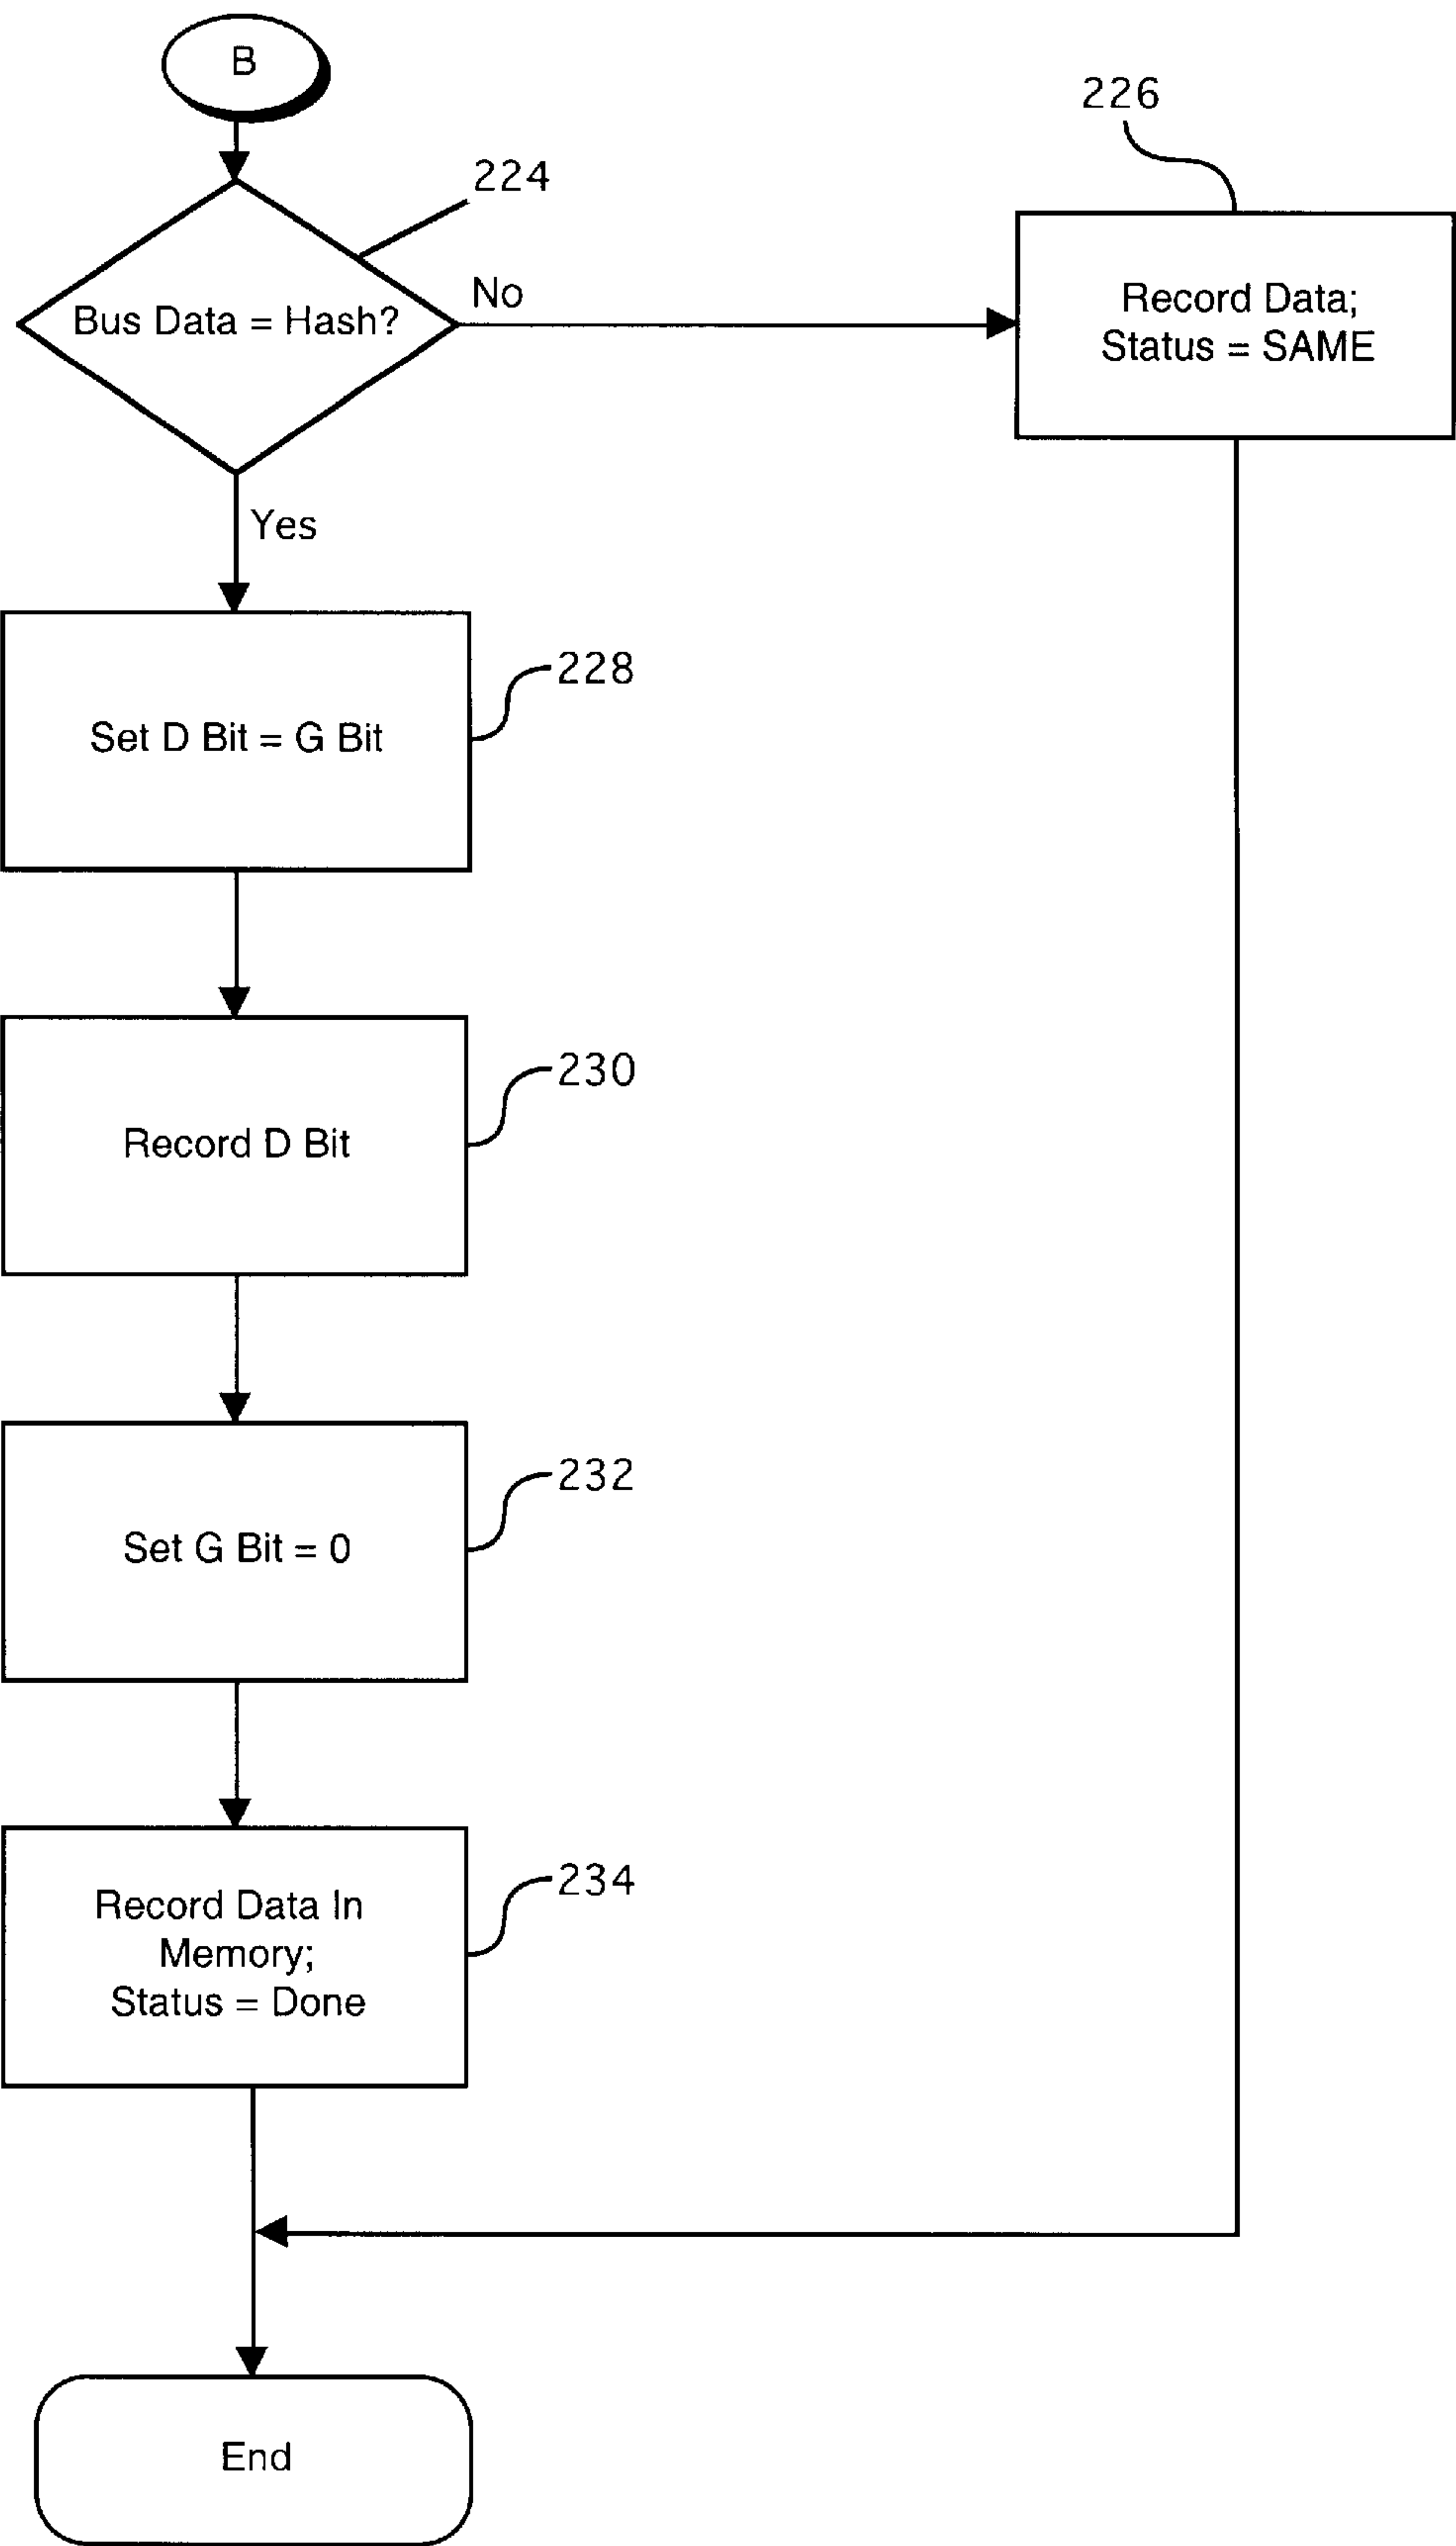 B
226
224
Bus Data = Hash?
No
Record Data;
Status = SAME
Yes
228
Set D Bit = G Bit
230
Record D Bit
232
Set G Bit = 0
234
Record Data In
Memory;
Status = Done
End